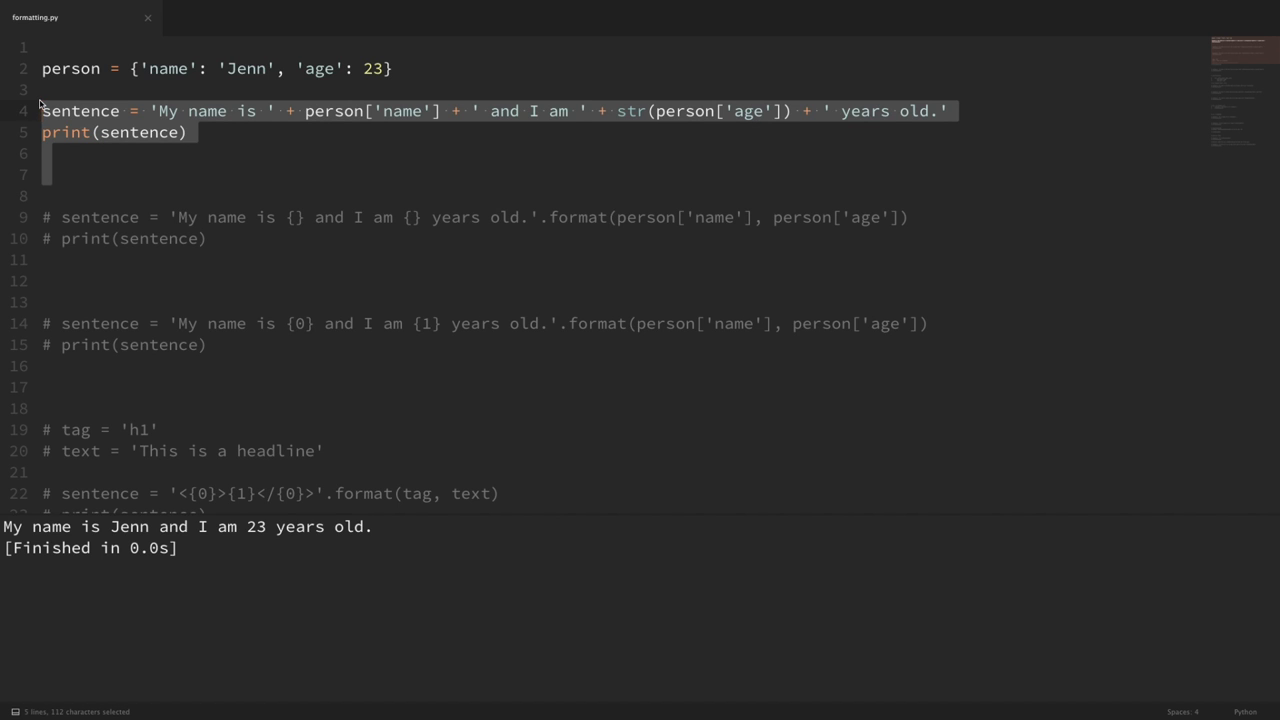 formatting.py
1
2 person = {'name': 'Jenn', 'age': 23}
3
4 sentence = 'My name is ' + person['name'] + ' and I am ' + str(person['age']) + ' years old.'
5 print(sentence)
6
7
8
9 # sentence = 'My name is {} and I am {} years old.'.format(person['name'], person['age'])
10 # print(sentence)
11
12
13
14 # sentence = 'My name is {0} and I am {1} years old.'.format(person['name'], person['age'])
15 # print(sentence)
16
17
18
19 # tag = 'h1'
20 # text = 'This is a headline'
21
22 # sentence = '<{0}>{1}</{0}>'.format(tag, text)
23 # print(sentence)
My name is Jenn and I am 23 years old.
[Finished in 0.0s]
5 lines, 112 characters selected
Spaces: 4
Python